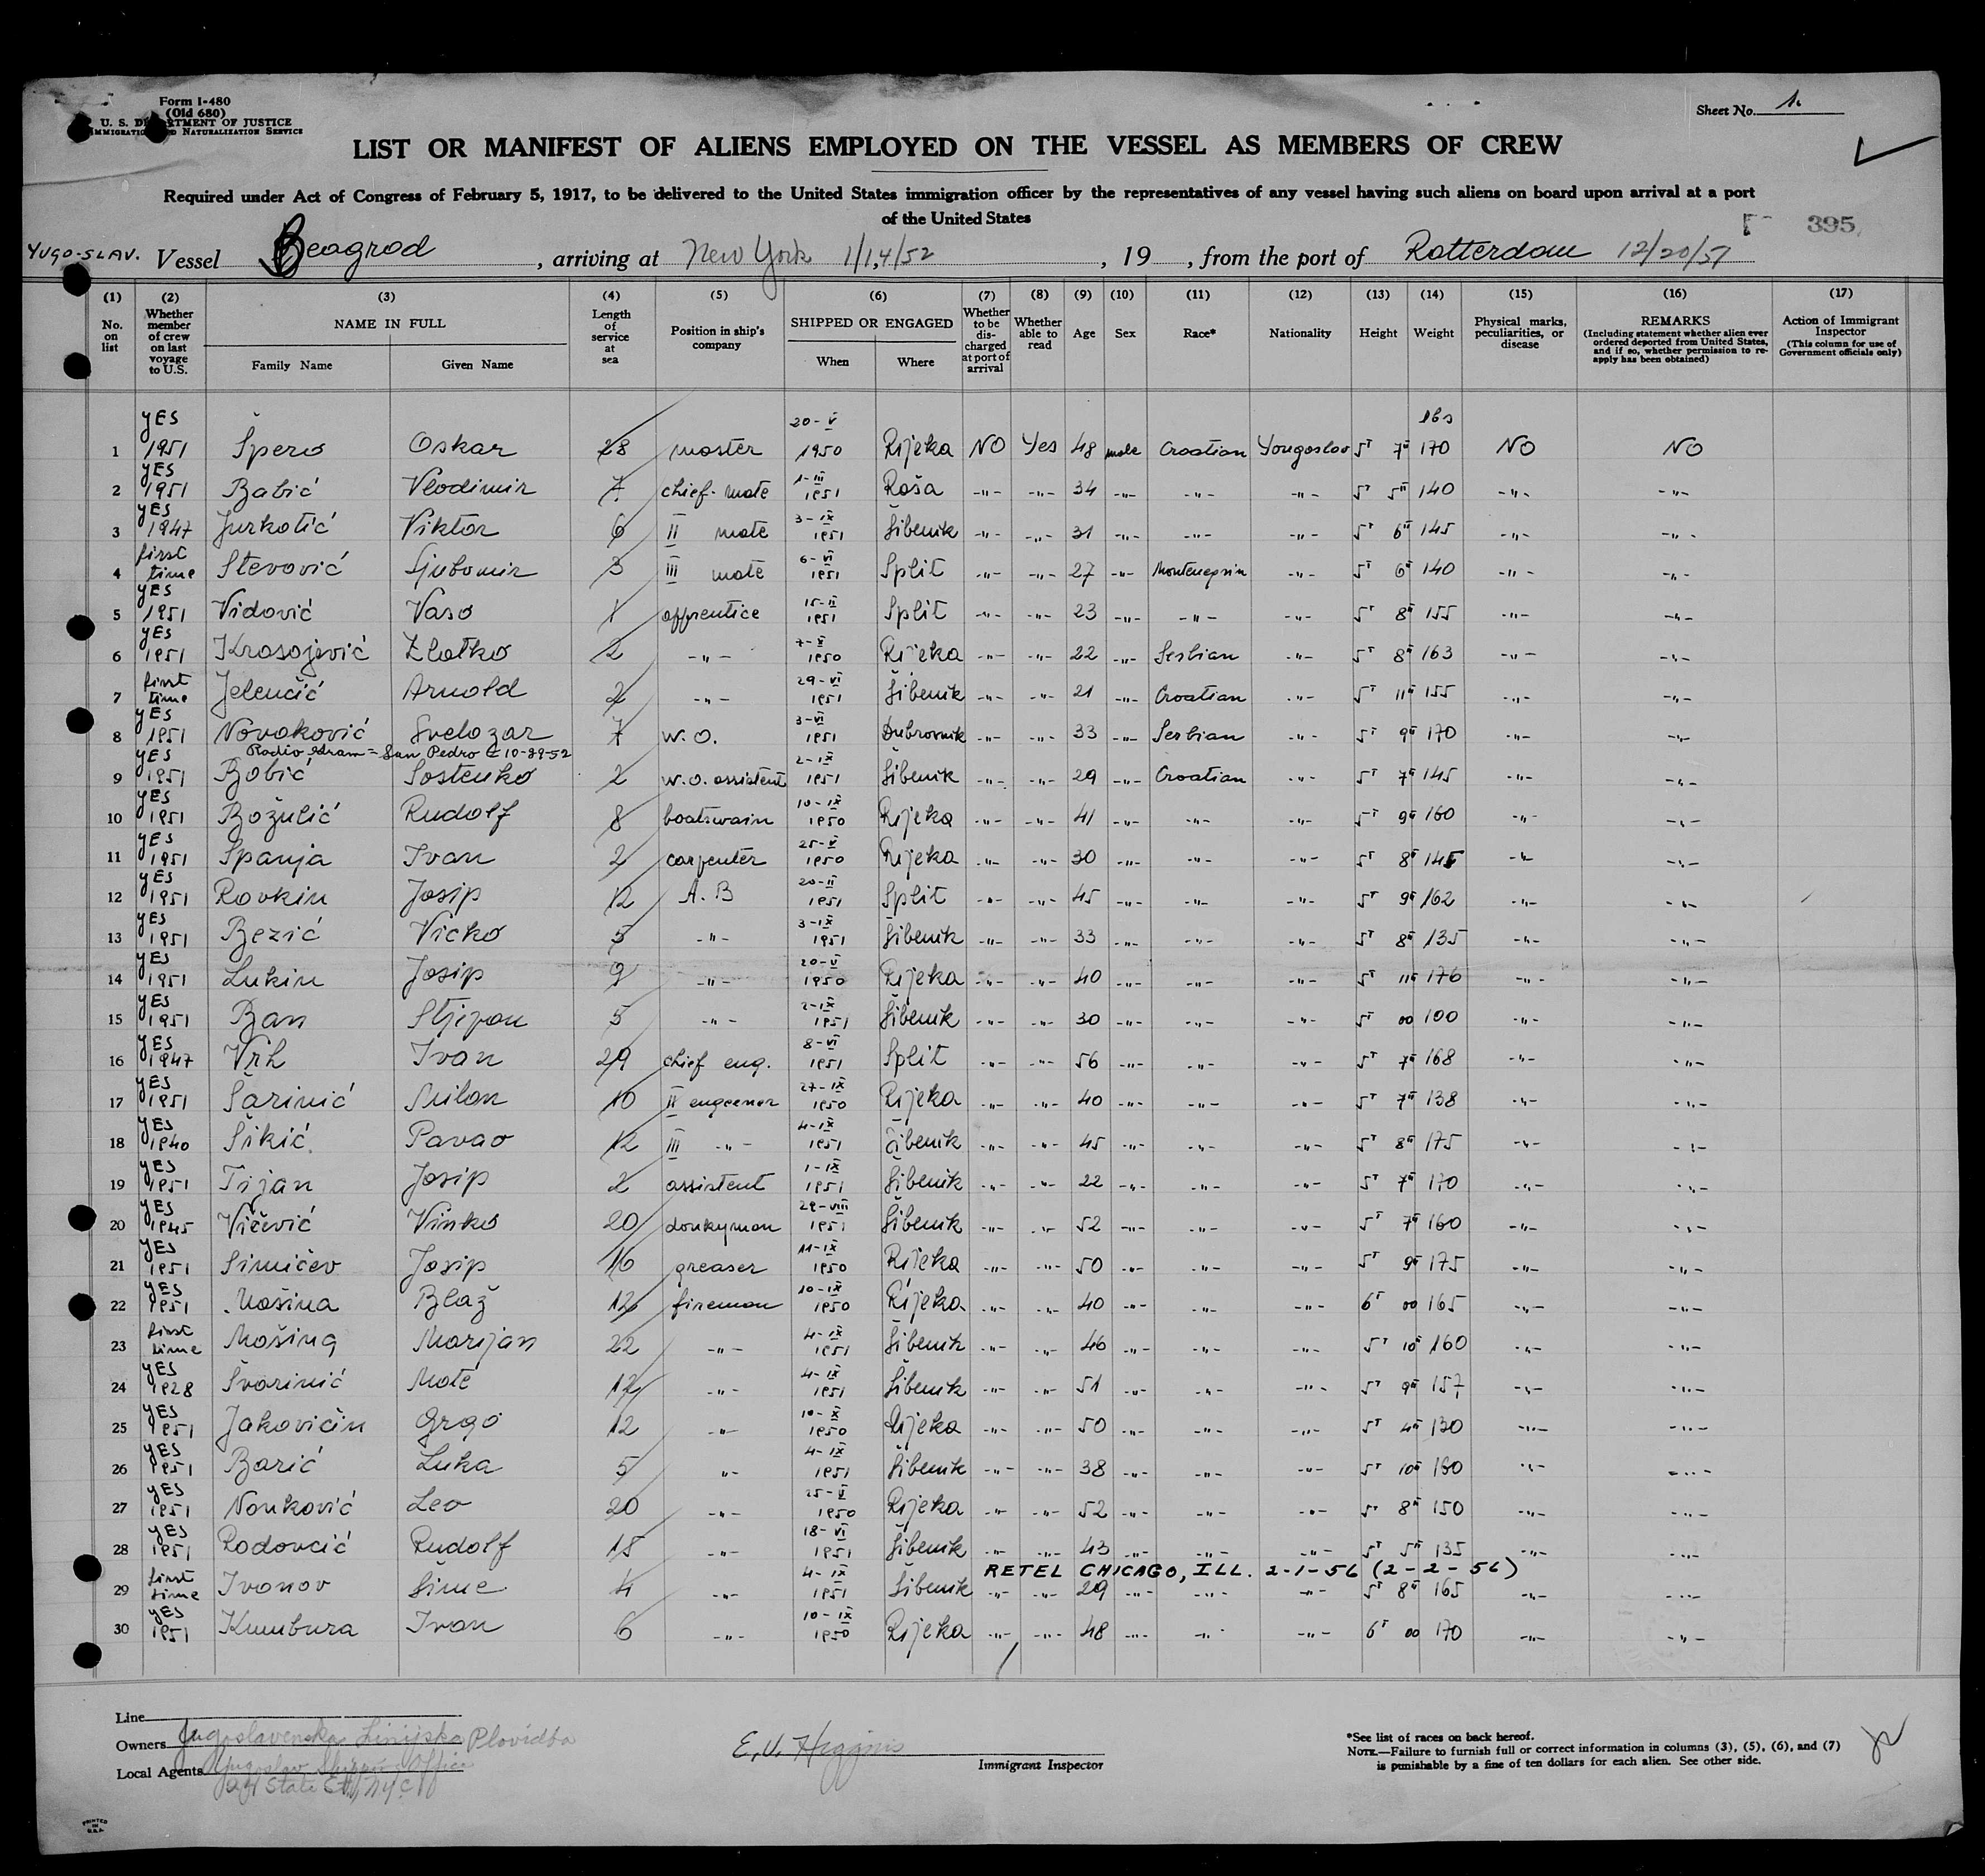 Form I-480
(Old 680)
U. S. DEPARTMENT OF JUSTICE
IMMIGRATION AND NATURALIZATION SERVICE
Sheet No. 1.
LIST OR MANIFEST OF ALIENS EMPLOYED ON THE VESSEL AS MEMBERS OF CREW
Required under Act of Congress of February 5, 1917, to be delivered to the United States immigration officer by the representatives of any vessel having such aliens on board upon arrival at a port
of the United States
395
YUGO-SLAV. Vessel Beograd, arriving at New York 1/14/52, 19 , from the port of Rotterdam 12/20/51
(1) No. on list (2) Whether member of crew on last voyage to U.S. (3) NAME IN FULL Family Name Given Name (4) Length of service at sea (5) Position in ship's company (6) SHIPPED OR ENGAGED When Where (7) Whether to be discharged at port of arrival (8) Whether able to read (9) Age (10) Sex (11) Race* (12) Nationality (13) Height (14) Weight (15) Physical marks, peculiarities, or disease (16) REMARKS (Including statement whether alien ever ordered deported from United States, and if so, whether permission to reapply has been obtained) (17) Action of Immigrant Inspector (This column for use of Government officials only)
1 YES 1951 Špero Oskar 28 master 20-V 1950 Rijeka NO Yes 48 male Croatian Yougoslav 5' 7" lbs 170 NO NO
2 YES 1951 Babić Vladimir 7 chief mate 1-III 1951 Raša -"- -"- 34 -"- -"- -"- 5' 5" 140 -"- -"-
3 YES 1947 Jurkotić Viktor 6 II mate 3-IX 1951 Šibenik -"- -"- 31 -"- -"- -"- 5' 6" 145 -"- -"-
4 first time Stevović Ljubomir 3 III mate 6-VI 1951 Split -"- -"- 27 -"- Montenegrin -"- 5' 6" 140 -"- -"-
5 YES 1951 Vidović Vaso 1 apprentice 15-II 1951 Split -"- -"- 23 -"- -"- -"- 5' 8" 155 -"- -"-
6 YES 1951 Krasojević Zlatko 2 -"- 7-X 1950 Rijeka -"- -"- 22 -"- Serbian -"- 5' 8" 163 -"- -"-
7 first time Jelenčić Arnold 2 -"- 29-VI 1951 Šibenik -"- -"- 21 -"- Croatian -"- 5' 11" 155 -"- -"-
8 YES 1951 Novaković Svetozar 7 W.O. 3-VI 1951 Dubrovnik -"- -"- 33 -"- Serbian -"- 5' 9" 170 -"- -"-
Radio = San Pedro 10-29-52
9 YES 1951 Bobić Sostenko 2 w.o. assistent 2-IX 1951 Šibenik -"- -"- 29 -"- Croatian -"- 5' 7" 145 -"- -"-
10 YES 1951 Božulić Rudolf 8 boatswain 10-IX 1950 Rijeka -"- -"- 41 -"- -"- -"- 5' 9" 160 -"- -"-
11 YES 1951 Spanja Ivan 2 carpenter 25-V 1950 Rijeka -"- -"- 30 -"- -"- -"- 5' 8" 145 -"- -"-
12 YES 1951 Rovkin Josip 12 A.B 20-II 1951 Split -"- -"- 45 -"- -"- -"- 5' 9" 162 -"- -"-
13 YES 1951 Bezić Vicko 5 -"- 3-IX 1951 Šibenik -"- -"- 33 -"- -"- -"- 5' 8" 135 -"- -"-
14 YES 1951 Lukin Josip 9 -"- 20-V 1950 Rijeka -"- -"- 40 -"- -"- -"- 5' 11" 176 -"- -"-
15 YES 1951 Ban Stjepan 5 -"- 2-IX 1951 Šibenik -"- -"- 30 -"- -"- -"- 5' 00 100 -"- -"-
16 YES 1947 Vrh Ivan 29 chief eng. 8-VI 1951 Split -"- -"- 56 -"- -"- -"- 5' 7" 168 -"- -"-
17 YES 1951 Šarinić Milan 10 II engeener 27-IX 1950 Rijeka -"- -"- 40 -"- -"- -"- 5' 7" 138 -"- -"-
18 YES 1940 Šikić Pavao 12 III -"- 4-IX 1951 Šibenik -"- -"- 45 -"- -"- -"- 5' 8" 175 -"- -"-
19 YES 1951 Tijan Josip 2 assistent 1-IX 1951 Šibenik -"- -"- 22 -"- -"- -"- 5' 7" 170 -"- -"-
20 YES 1945 Vičević Vinko 20 donkyman 29-VIII 1951 Šibenik -"- -"- 52 -"- -"- -"- 5' 7" 160 -"- -"-
21 YES 1951 Simičev Josip 16 greaser 11-IX 1950 Rijeka -"- -"- 50 -"- -"- -"- 5' 9" 175 -"- -"-
22 YES 1951 Mašina Blaž 12 fireman 10-IX 1950 Rijeka -"- -"- 40 -"- -"- -"- 6' 00 165 -"- -"-
23 first time Mašina Marijan 22 -"- 4-IX 1951 Šibenik -"- -"- 46 -"- -"- -"- 5' 10" 160 -"- -"-
24 YES 1928 Švorinić Mate 17 -"- 4-IX 1951 Šibenik -"- -"- 51 -"- -"- -"- 5' 9" 157 -"- -"-
25 YES 1951 Jakovičin Grgo 12 -"- 10-X 1950 Rijeka -"- -"- 50 -"- -"- -"- 5' 4" 130 -"- -"-
26 YES 1951 Barić Luka 5 -"- 4-IX 1951 Šibenik -"- -"- 38 -"- -"- -"- 5' 10" 160 -"- -"-
27 YES 1951 Nonković Leo 20 -"- 25-V 1950 Rijeka -"- -"- 52 -"- -"- -"- 5' 8" 150 -"- -"-
28 YES 1951 Radovčić Rudolf 15 -"- 18-VI 1951 Šibenik -"- -"- 43 -"- -"- -"- 5' 5" 135 -"- -"-
RETEL CHICAGO, ILL. 2-1-56 (2-2-56)
29 first time Ivanov Šime 4 -"- 4-IX 1951 Šibenik -"- -"- 29 -"- -"- -"- 5' 8" 165 -"- -"-
30 YES 1951 Kumbura Ivan 6 -"- 10-IX 1950 Rijeka -"- -"- 48 -"- -"- -"- 6' 00 170 -"- -"-
Line
Owners Jugoslavenska Linijska Plovidba
Local Agents Yugoslav Shipping Office
State St, N.Y.C.
E.V. Higgins
Immigrant Inspector
*See list of races on back hereof.
NOTE.—Failure to furnish full or correct information in columns (3), (5), (6), and (7)
is punishable by a fine of ten dollars for each alien. See other side.
PRINTED
IN
U.S.A.